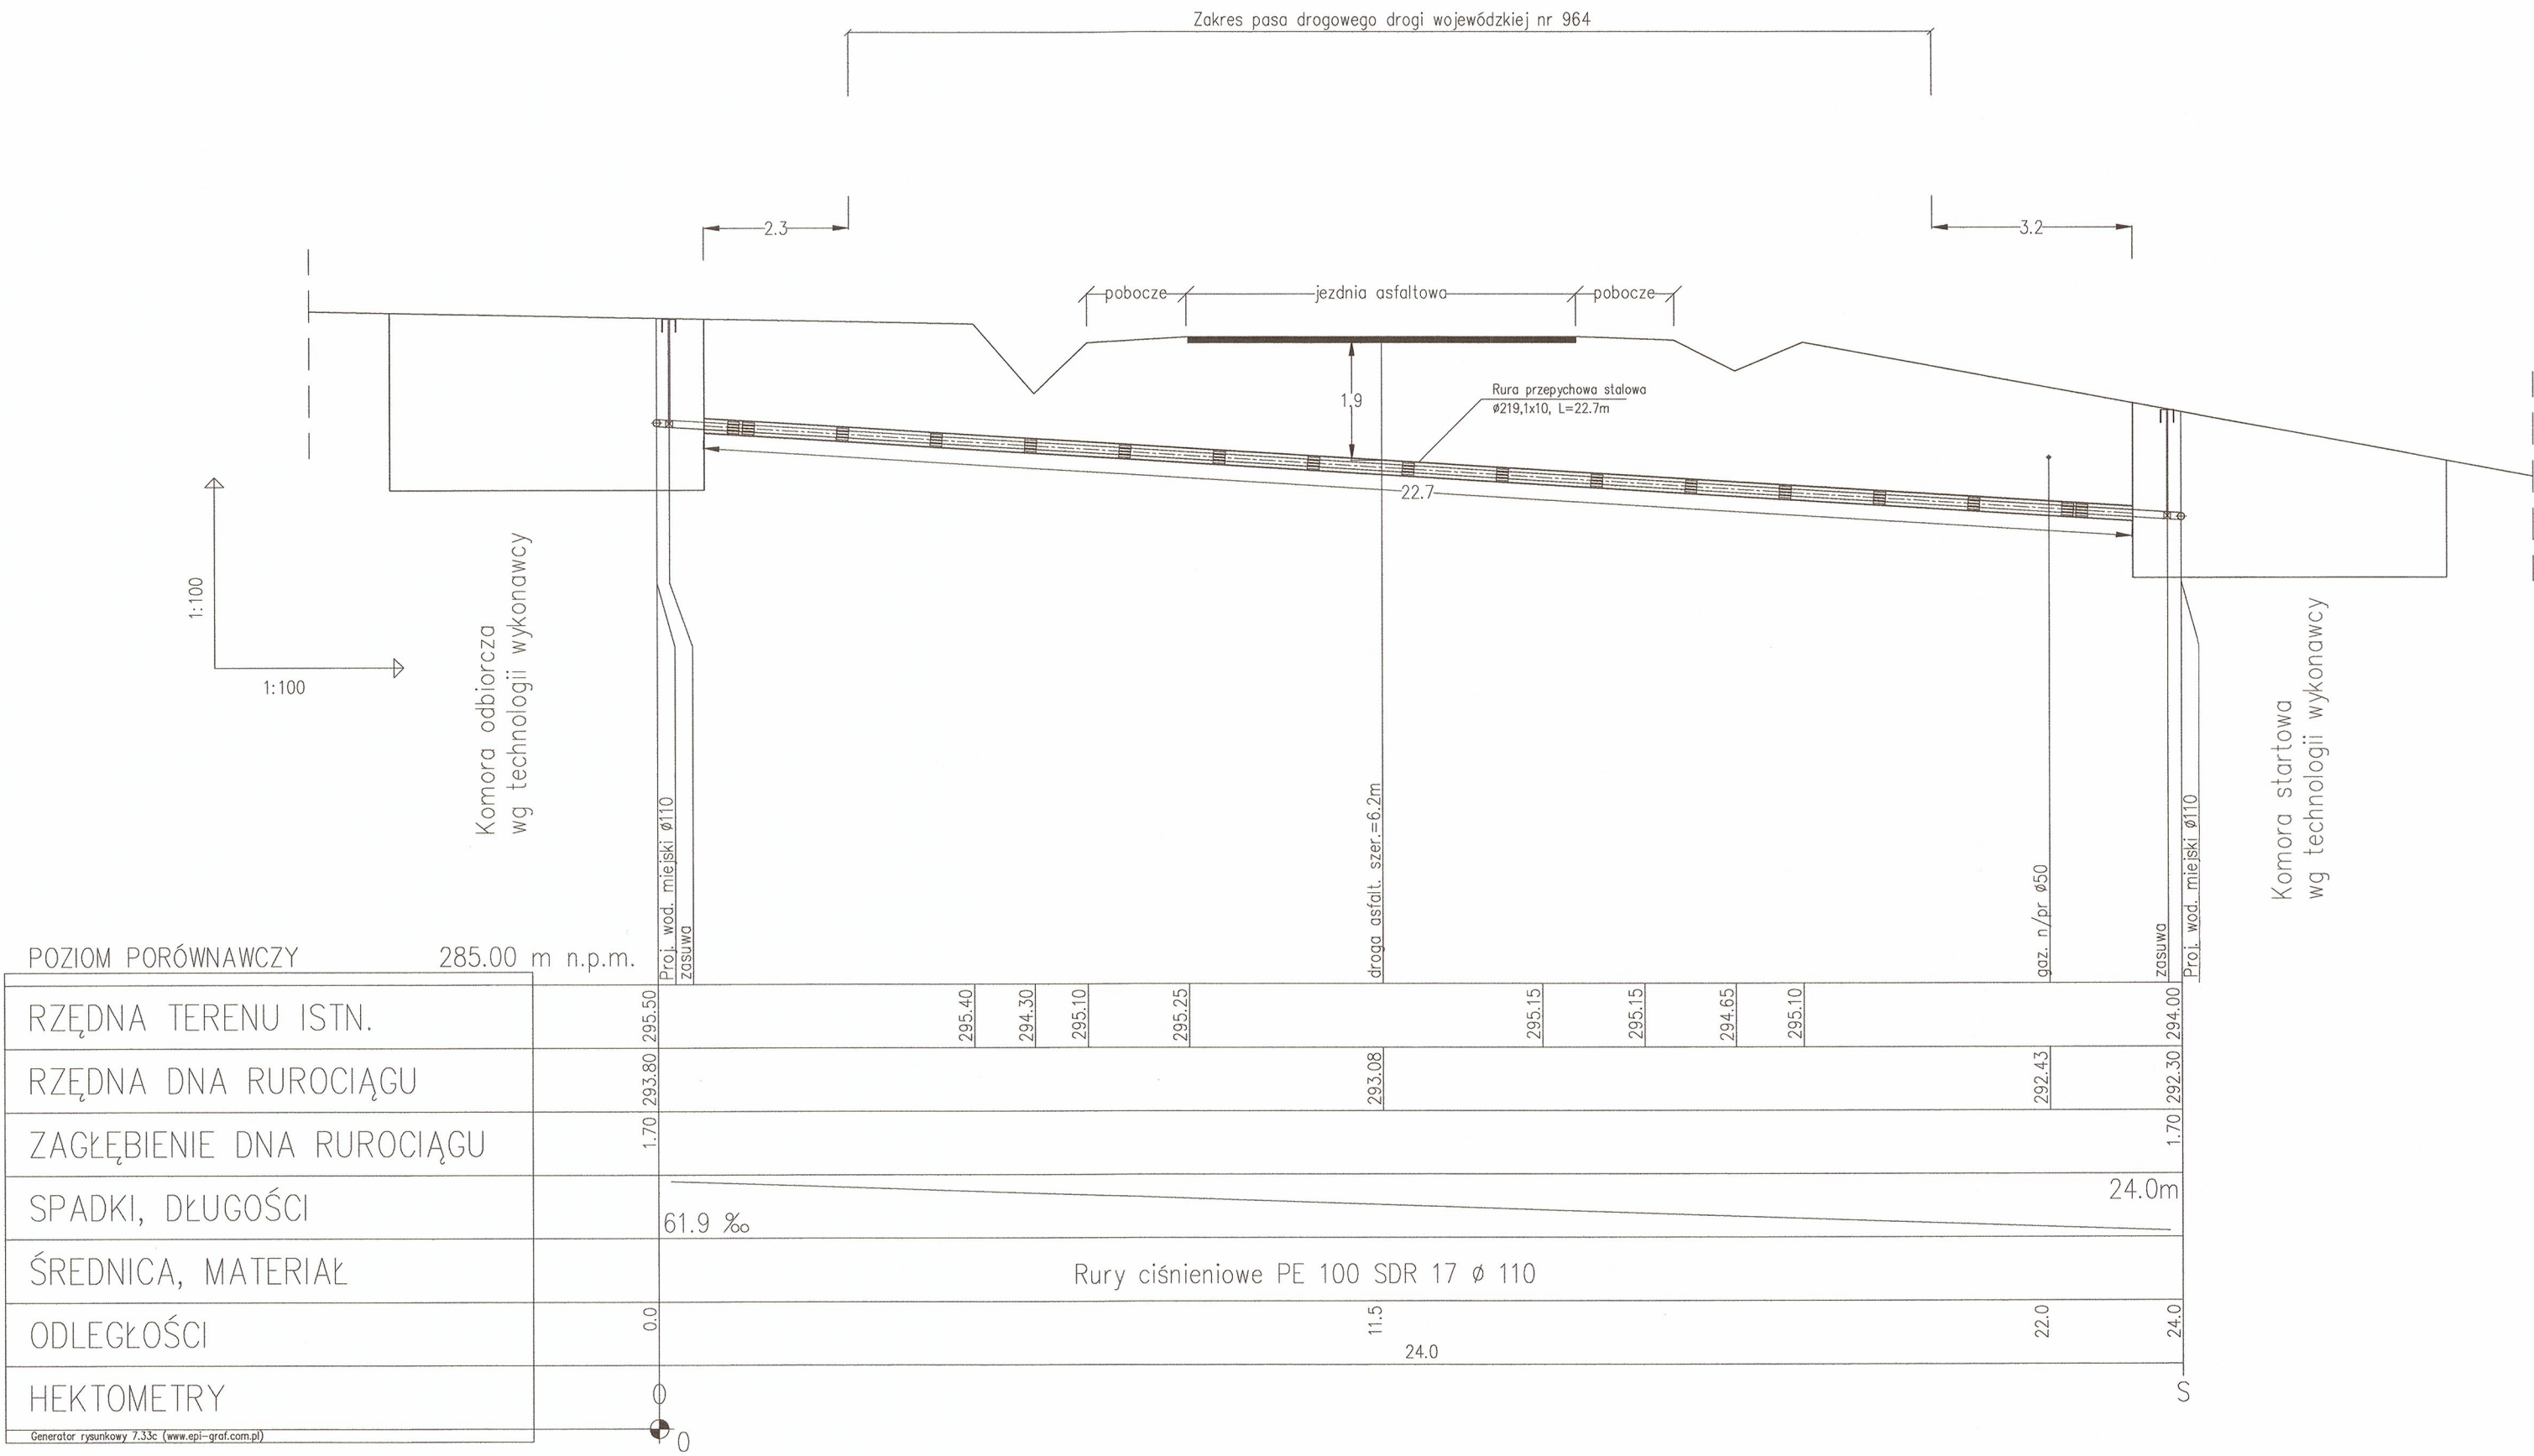 Zakres pasa drogowego drogi wojewódzkiej nr 964
2.3
3.2
pobocze
jezdnia asfaltowa
pobocze
1.9
Rura przepychowa stalowa
ø219,1x10, L=22.7m
22.7
1:100
1:100
Komora odbiorcza
wg technologii wykonawcy
Komora startowa
wg technologii wykonawcy
Proj. wod. miejski ø110
zasuwa
droga asfalt. szer.=6.2m
gaz. n/pr ø50
zasuwa
Proj. wod. miejski ø110
POZIOM PORÓWNAWCZY 285.00 m n.p.m.
RZĘDNA TERENU ISTN. 295.50 295.40 294.30 295.10 295.25 295.15 295.15 294.65 295.10 294.00
RZĘDNA DNA RUROCIĄGU 293.80 293.08 292.43 292.30
ZAGŁĘBIENIE DNA RUROCIĄGU 1.70 1.70
SPADKI, DŁUGOŚCI 61.9 ‰ 24.0m
ŚREDNICA, MATERIAŁ Rury ciśnieniowe PE 100 SDR 17 ø 110
ODLEGŁOŚCI 0.0 11.5 22.0 24.0
24.0
HEKTOMETRY 0 S
Generator rysunkowy 7.33c (www.epi-graf.com.pl)
0